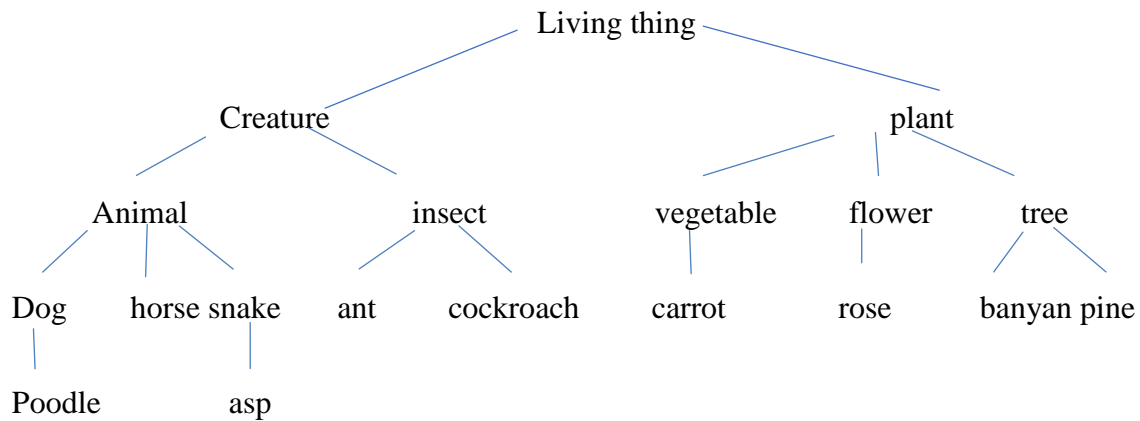 Living thing
Creature plant
Animal insect vegetable flower tree
Dog horse snake ant cockroach carrot rose banyan pine
Poodle asp